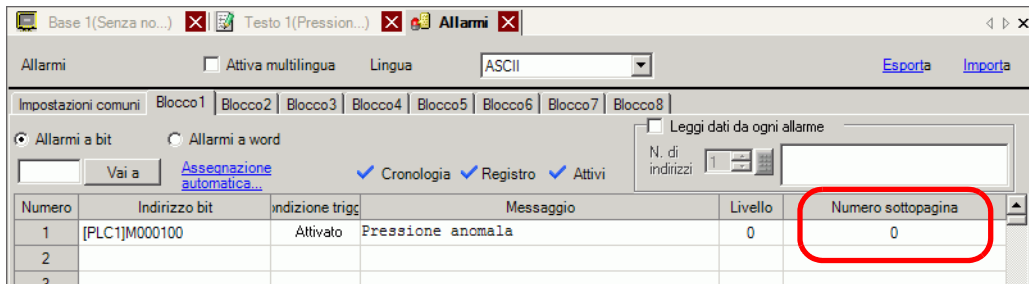 Base 1(Senza no...) Testo 1(Pression...) Allarmi
Allarmi Attiva multilingua Lingua ASCII Esporta Importa
Impostazioni comuni Blocco1 Blocco2 Blocco3 Blocco4 Blocco5 Blocco6 Blocco7 Blocco8
Allarmi a bit Allarmi a word Leggi dati da ogni allarme
Vai a Assegnazione automatica... Cronologia Registro Attivi N. di indirizzi 1
Numero Indirizzo bit ondizione trigg Messaggio Livello Numero sottopagina
1 [PLC1]M000100 Attivato Pressione anomala 0 0
2
3